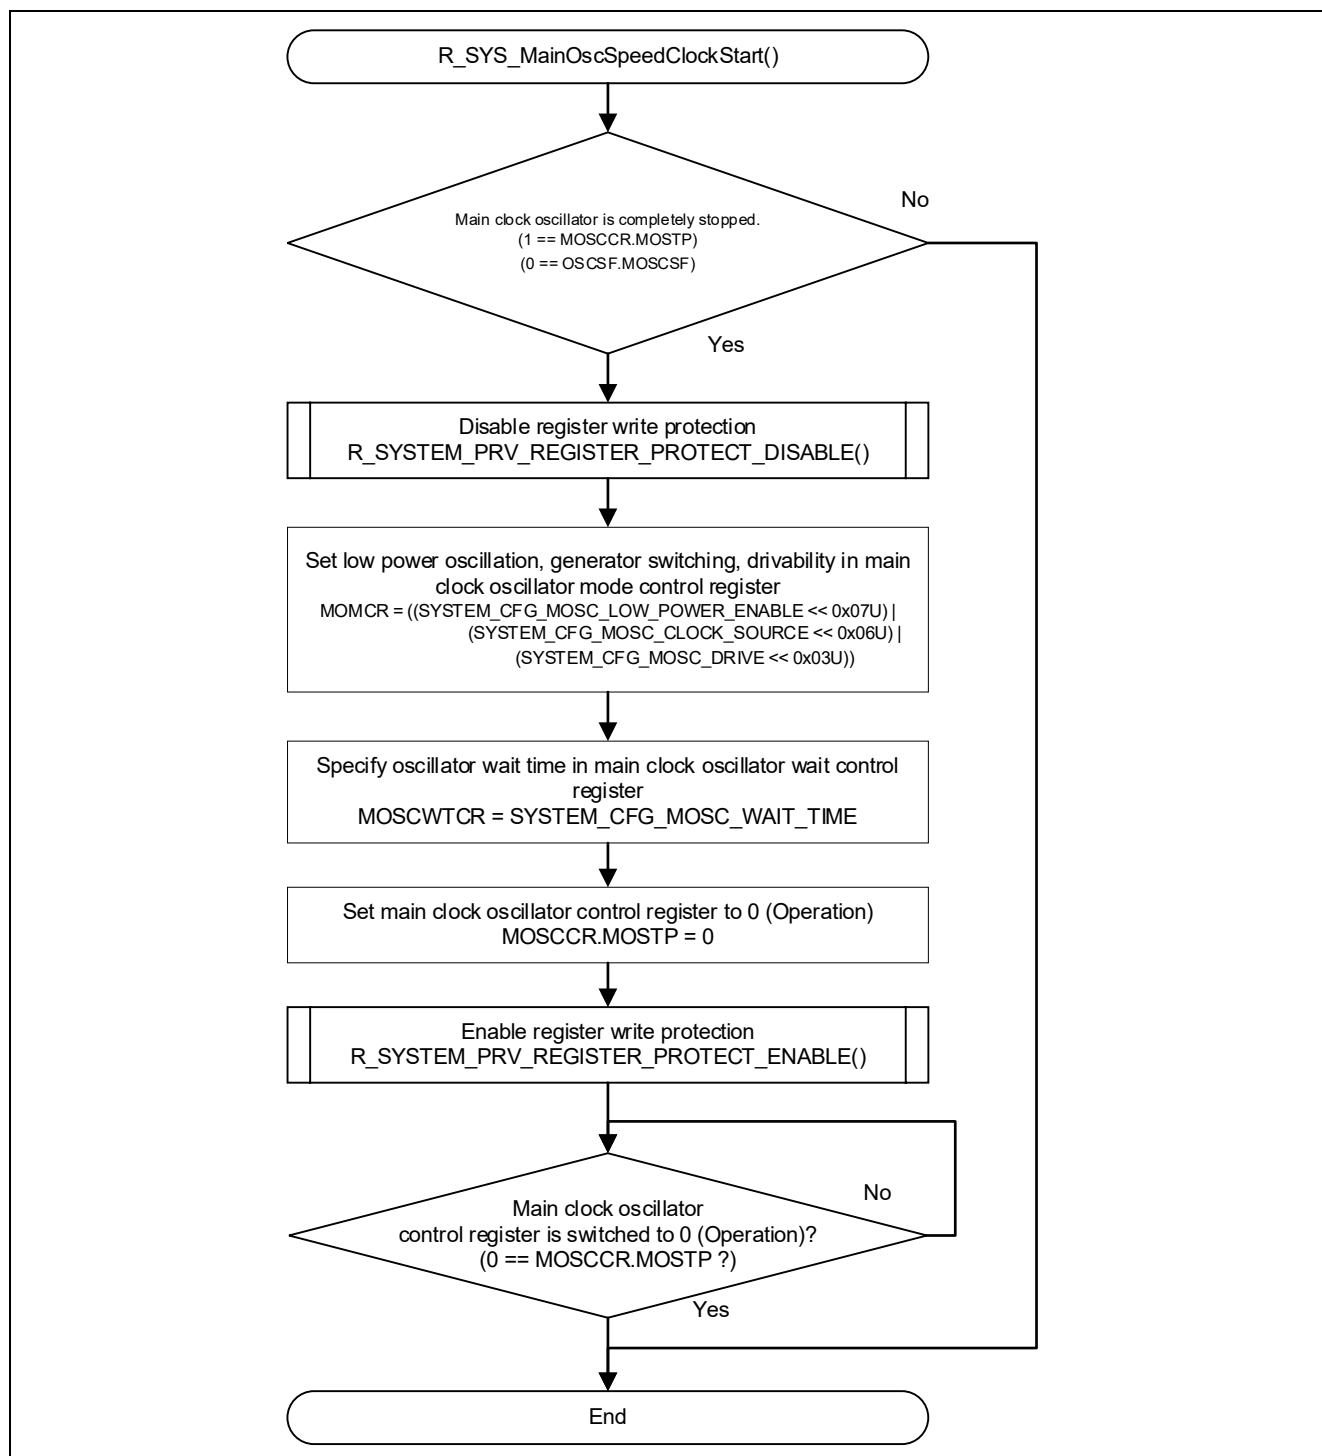 R_SYS_MainOscSpeedClockStart()
Main clock oscillator is completely stopped.
(1 == MOSCCR.MOSTP)
(0 == OSCSF.MOSCSF)
No
Yes
Disable register write protection
R_SYSTEM_PRV_REGISTER_PROTECT_DISABLE()
Set low power oscillation, generator switching, drivability in main
clock oscillator mode control register
MOMCR = ((SYSTEM_CFG_MOSC_LOW_POWER_ENABLE << 0x07U) |
(SYSTEM_CFG_MOSC_CLOCK_SOURCE << 0x06U) |
(SYSTEM_CFG_MOSC_DRIVE << 0x03U))
Specify oscillator wait time in main clock oscillator wait control
register
MOSCWTCR = SYSTEM_CFG_MOSC_WAIT_TIME
Set main clock oscillator control register to 0 (Operation)
MOSCCR.MOSTP = 0
Enable register write protection
R_SYSTEM_PRV_REGISTER_PROTECT_ENABLE()
Main clock oscillator
control register is switched to 0 (Operation)?
(0 == MOSCCR.MOSTP ?)
No
Yes
End